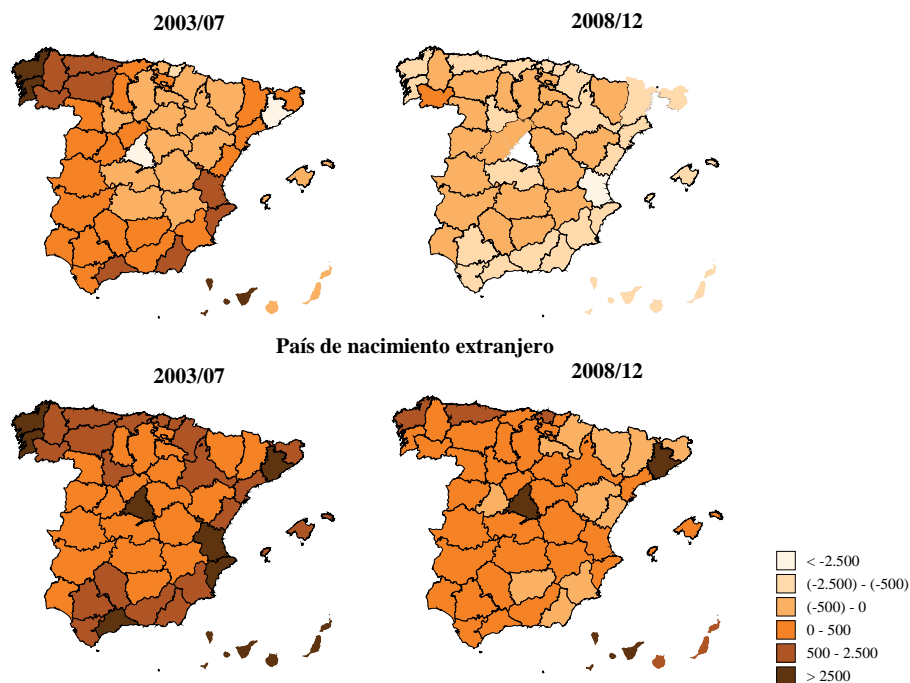 2003/07
2008/12
País de nacimiento extranjero
2003/07
2008/12
< -2.500
(-2.500) - (-500)
(-500) - 0
0 - 500
500 - 2.500
> 2500